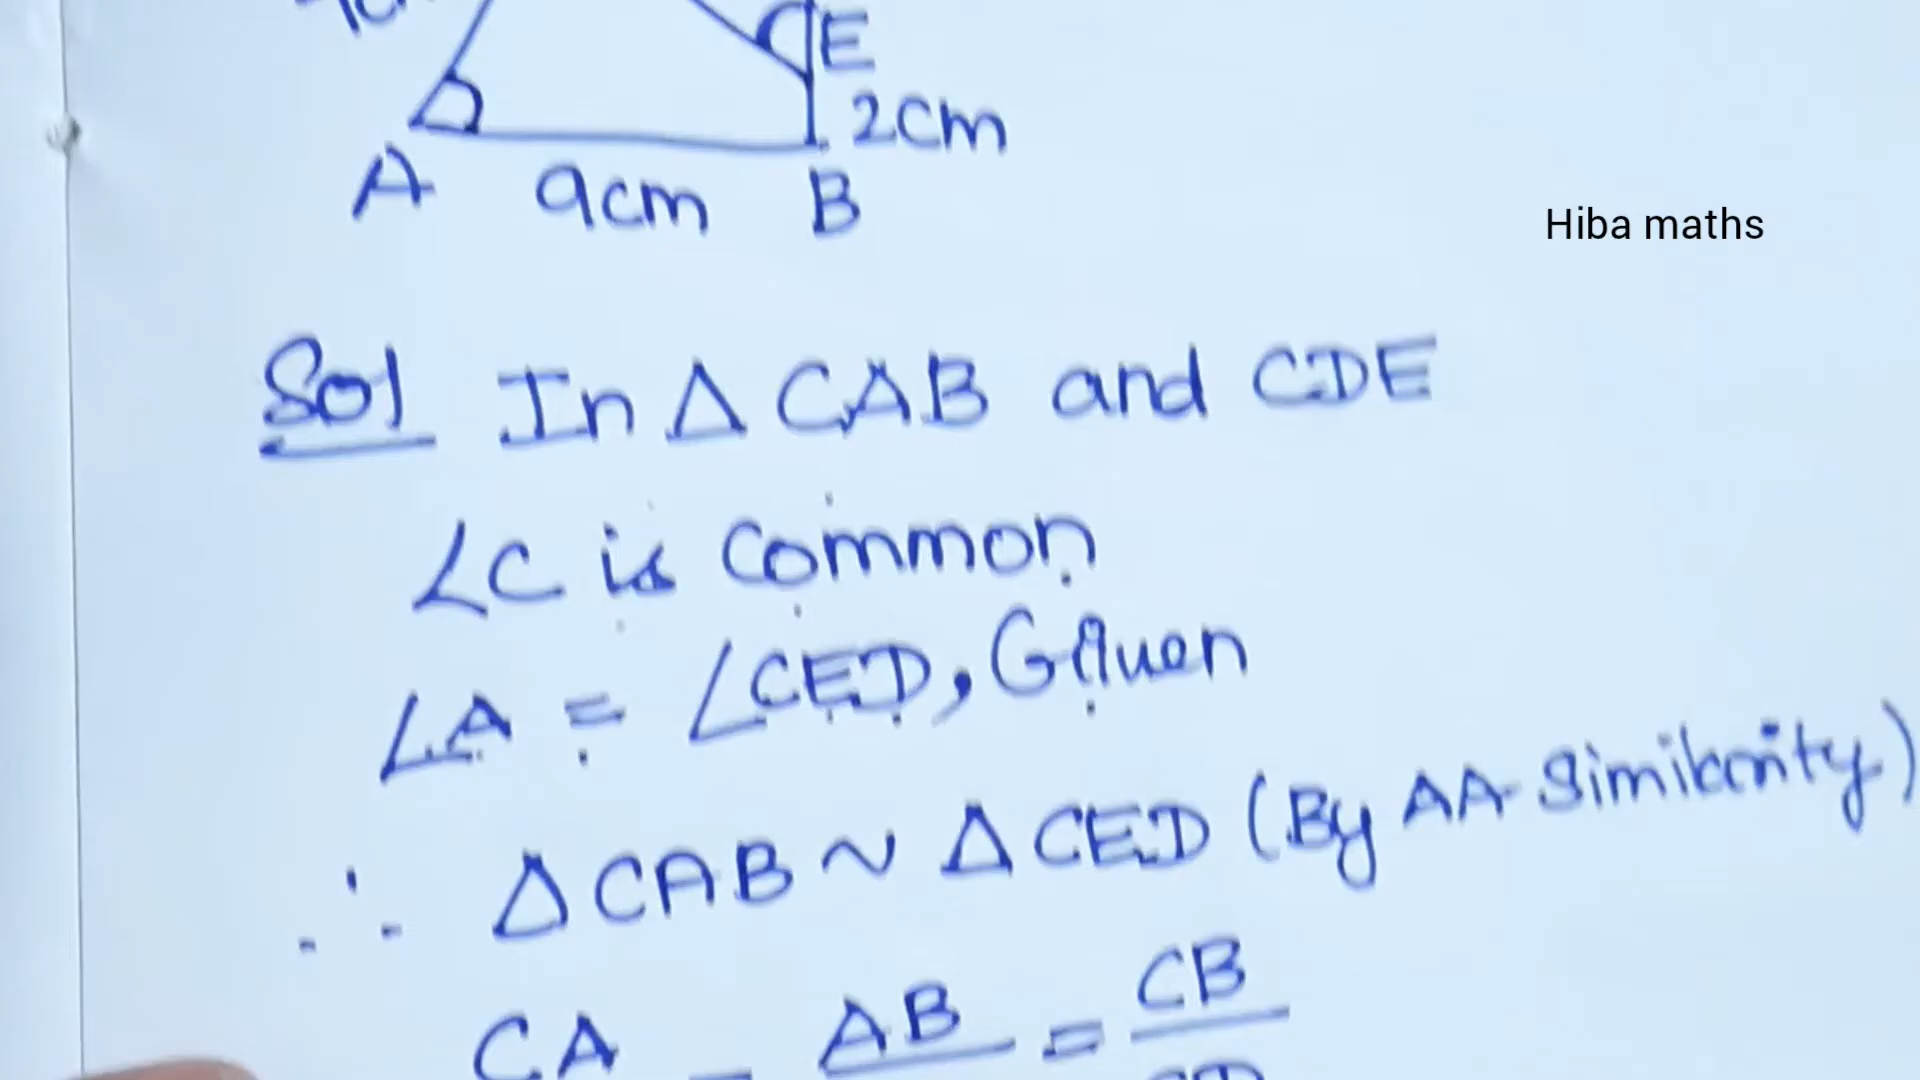 E
2cm
A 9cm B
Hiba maths
Sol In Δ CAB and CDE
∠C is Common
∠A = ∠CED, Given
∴ Δ CAB ~ Δ CED (By AA Similarity)
CA = AB = CB